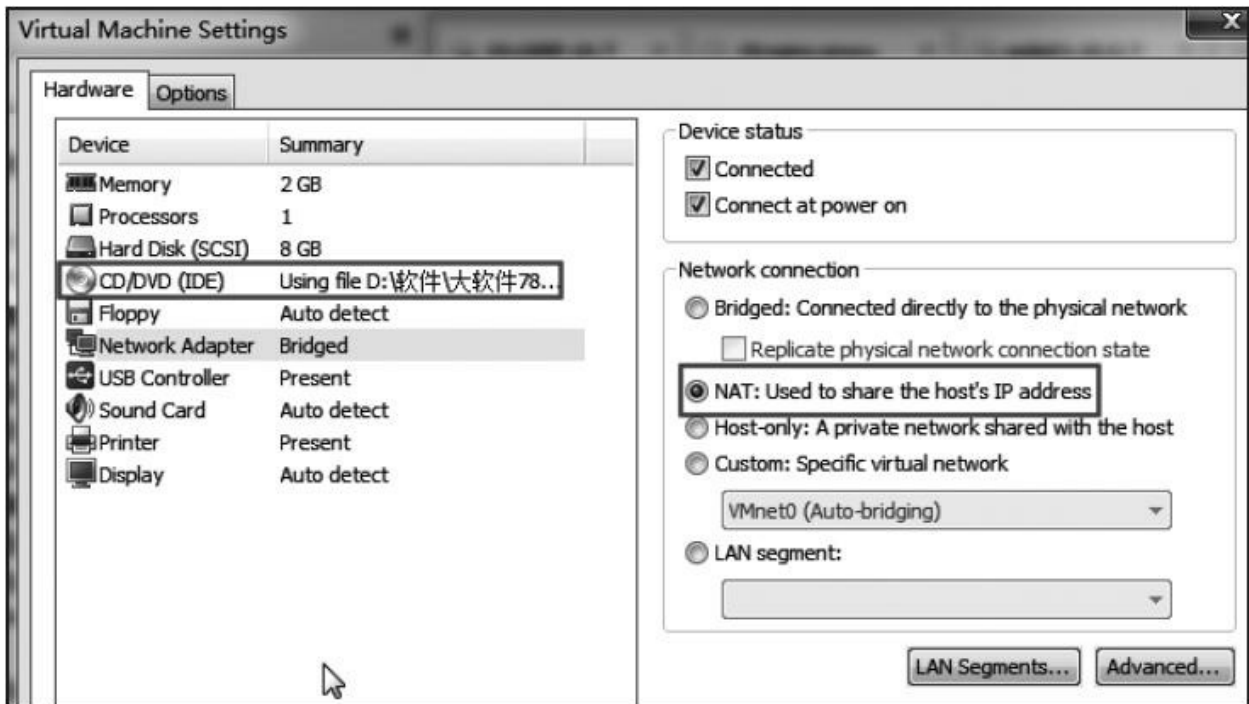 Virtual Machine Settings
X
Hardware Options
Device Summary
Memory 2 GB
Processors 1
Hard Disk (SCSI) 8 GB
CD/DVD (IDE) Using file D:\软件\大软件78...
Floppy Auto detect
Network Adapter Bridged
USB Controller Present
Sound Card Auto detect
Printer Present
Display Auto detect
Device status
Connected
Connect at power on
Network connection
Bridged: Connected directly to the physical network
Replicate physical network connection state
NAT: Used to share the host's IP address
Host-only: A private network shared with the host
Custom: Specific virtual network
VMnet0 (Auto-bridging)
LAN segment:
LAN Segments... Advanced...